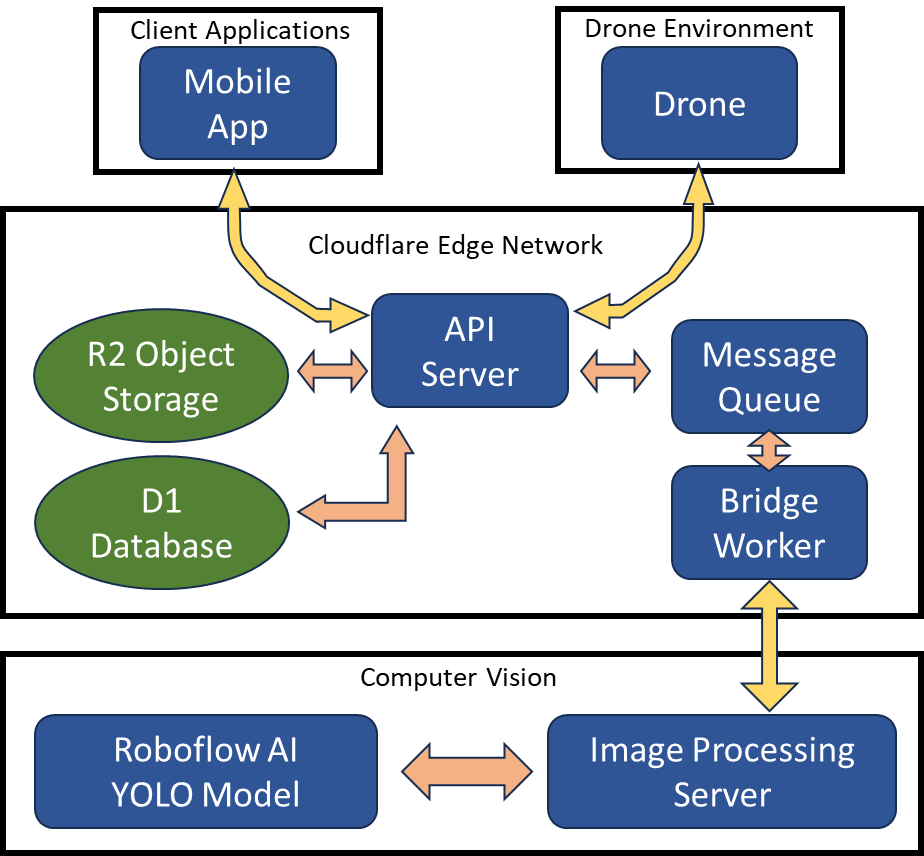 Client Applications
Mobile
App
Drone Environment
Drone
Cloudflare Edge Network
API
Server
R2 Object
Storage
Message
Queue
D1
Database
Bridge
Worker
Computer Vision
Roboflow AI
YOLO Model
Image Processing
Server